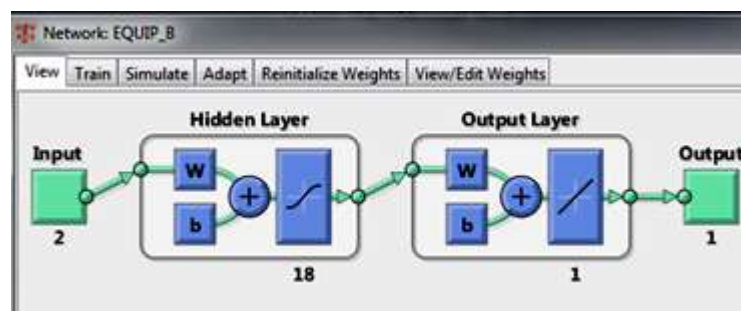 Network: EQUIP_B
View Train Simulate Adapt Reinitialize Weights View/Edit Weights
Hidden Layer Output Layer
Input Output
W W
b b
2 1
18 1